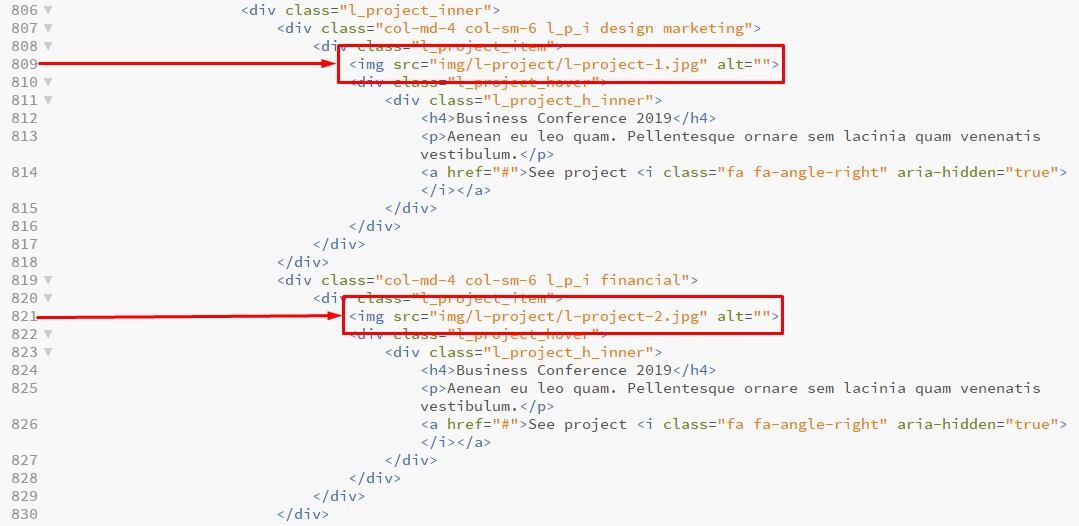 806 <div class="l_project_inner">
807 <div class="col-md-4 col-sm-6 l_p_i design marketing">
808 <div class="l_project_item">
809 <img src="img/l-project/l-project-1.jpg" alt="">
810 <div class="l_project_hover">
811 <div class="l_project_h_inner">
812 <h4>Business Conference 2019</h4>
813 <p>Aenean eu leo quam. Pellentesque ornare sem lacinia quam venenatis
vestibulum.</p>
814 <a href="#">See project <i class="fa fa-angle-right" aria-hidden="true">
</i></a>
815 </div>
816 </div>
817 </div>
818 </div>
819 <div class="col-md-4 col-sm-6 l_p_i financial">
820 <div class="l_project_item">
821 <img src="img/l-project/l-project-2.jpg" alt="">
822 <div class="l_project_hover">
823 <div class="l_project_h_inner">
824 <h4>Business Conference 2019</h4>
825 <p>Aenean eu leo quam. Pellentesque ornare sem lacinia quam venenatis
vestibulum.</p>
826 <a href="#">See project <i class="fa fa-angle-right" aria-hidden="true">
</i></a>
827 </div>
828 </div>
829 </div>
830 </div>